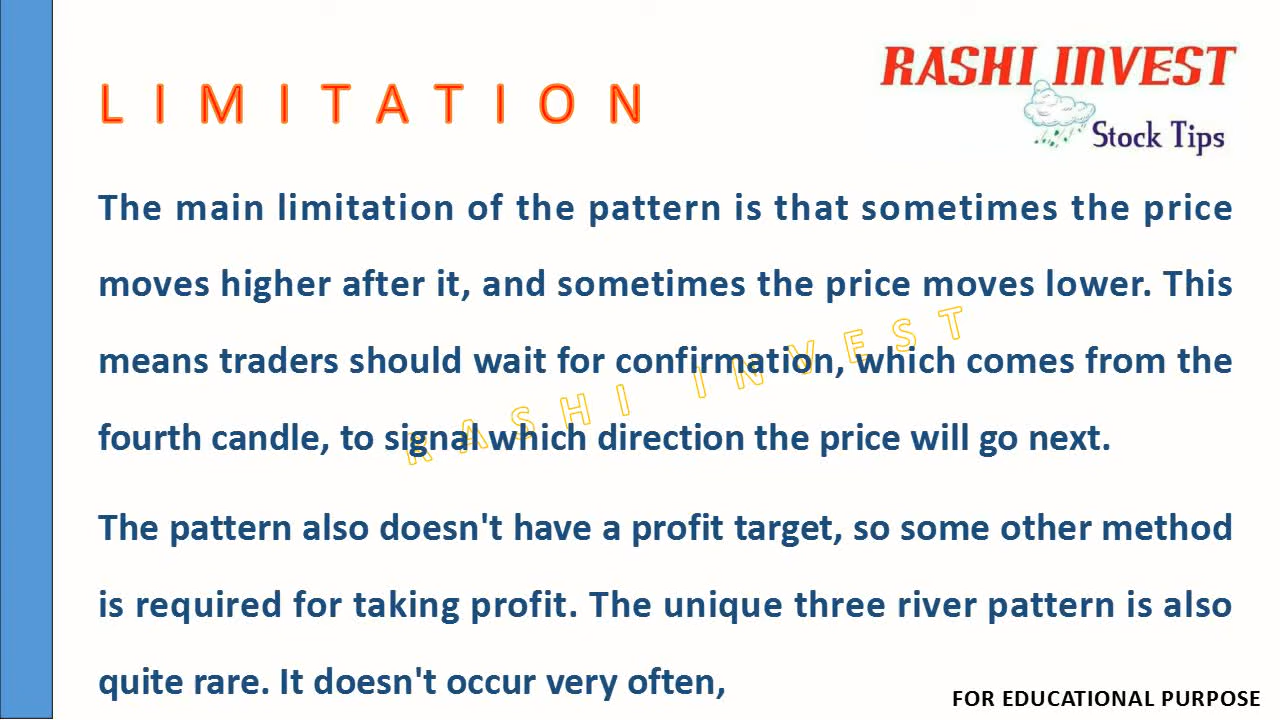 LIMITATION
RASHI INVEST
Stock Tips
The main limitation of the pattern is that sometimes the price
moves higher after it, and sometimes the price moves lower. This
means traders should wait for confirmation, which comes from the
fourth candle, to signal which direction the price will go next.
RASHI INVEST
The pattern also doesn't have a profit target, so some other method
is required for taking profit. The unique three river pattern is also
quite rare. It doesn't occur very often,
FOR EDUCATIONAL PURPOSE